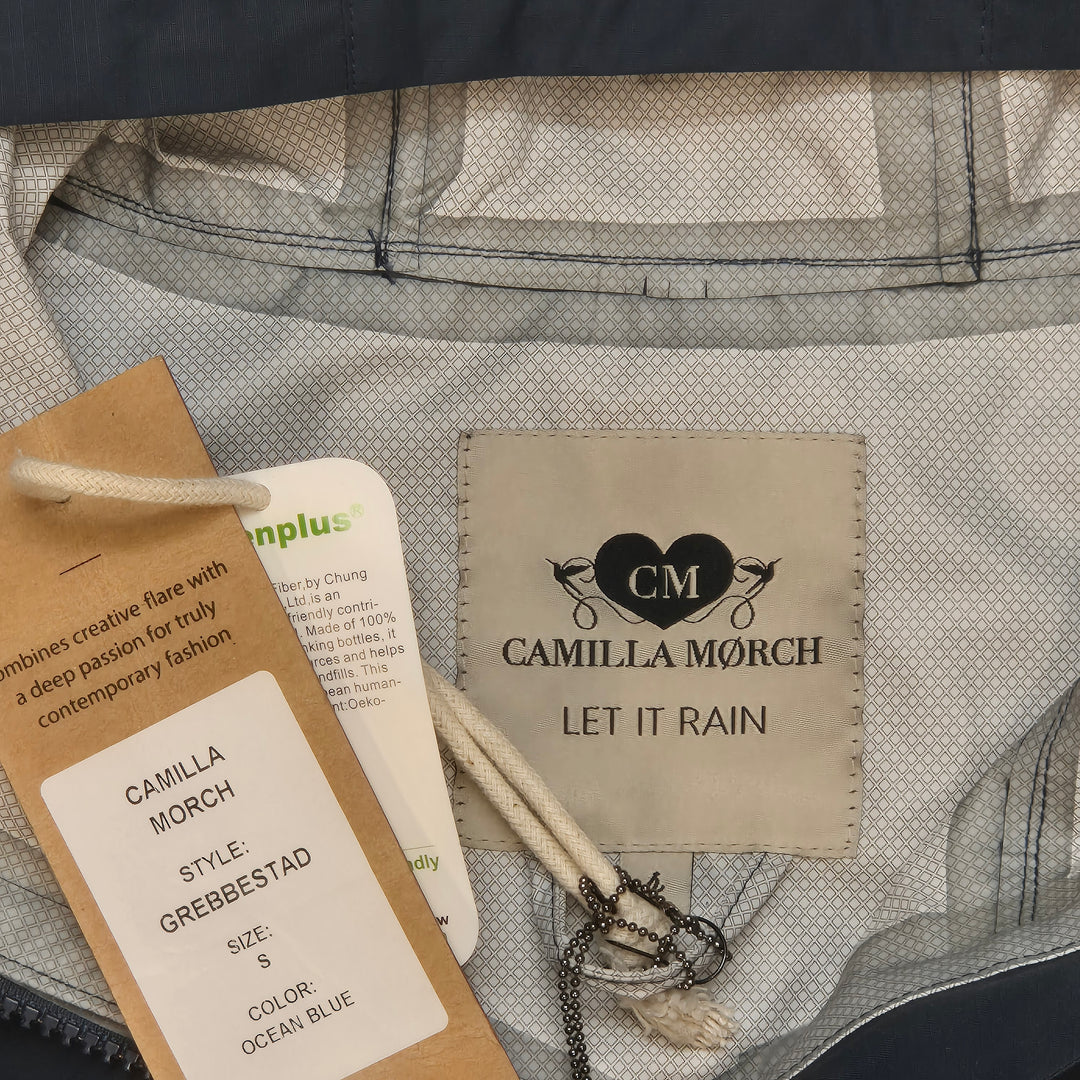 CM
CAMILLA MØRCH
LET IT RAIN
enplus®
Fiber,by Chung
Ltd,is an
friendly contri-
Made of 100%
nking bottles, it
rces and helps
ndfills. This
ean human-
nt:Oeko-
dly
w
ombines creative flare with
a deep passion for truly
contemporary fashion
CAMILLA
MORCH
STYLE:
GREBBESTAD
SIZE:
S
COLOR:
OCEAN BLUE